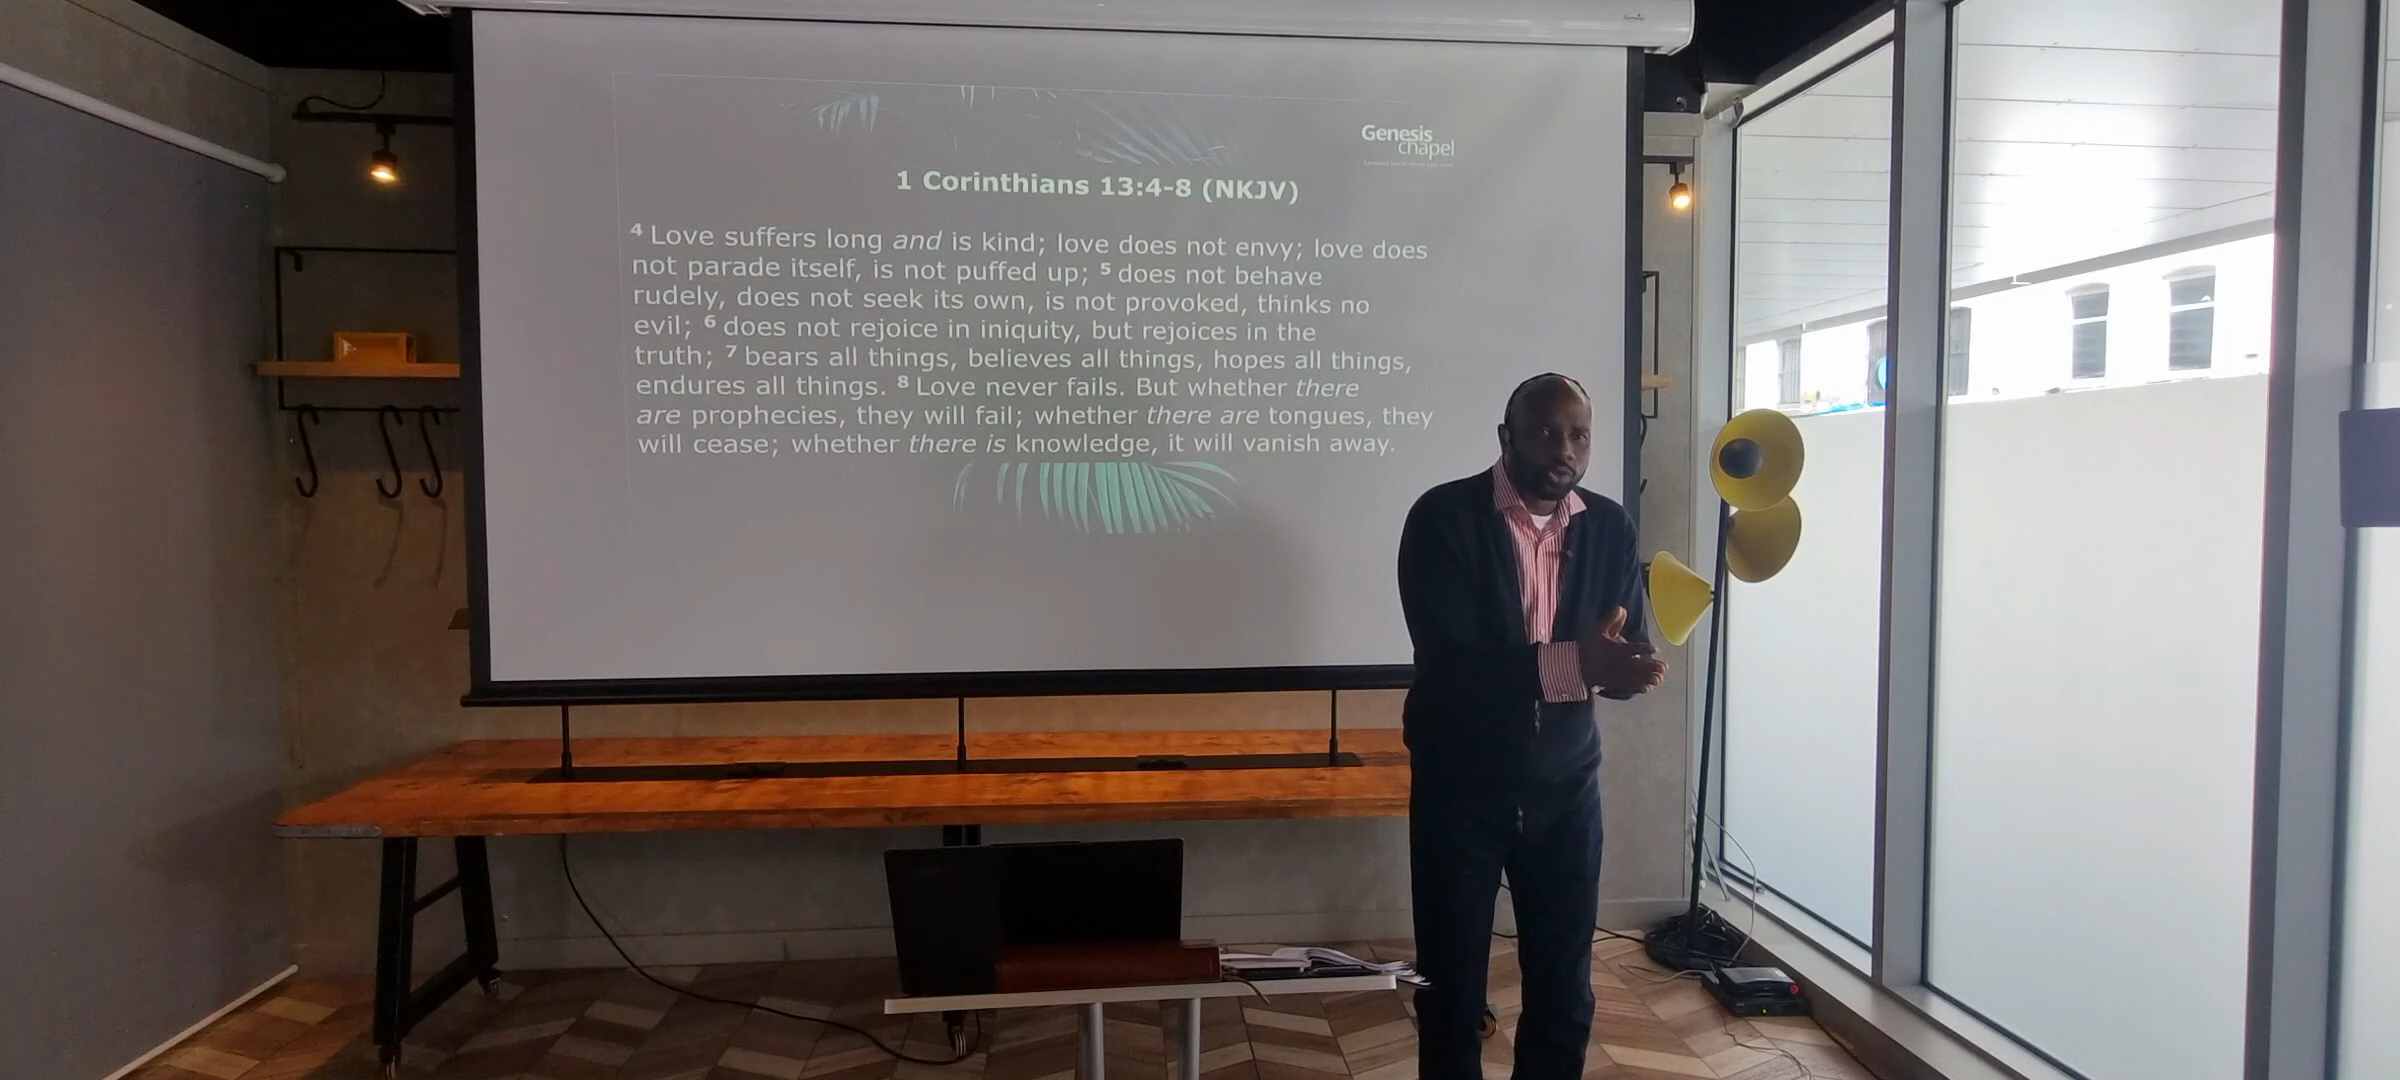 Genesis
chapel
1 Corinthians 13:4-8 (NKJV)
4 Love suffers long and is kind; love does not envy; love does
not parade itself, is not puffed up; 5 does not behave
rudely, does not seek its own, is not provoked, thinks no
evil; 6 does not rejoice in iniquity, but rejoices in the
truth; 7 bears all things, believes all things, hopes all things,
endures all things. 8 Love never fails. But whether there
are prophecies, they will fail; whether there are tongues, they
will cease; whether there is knowledge, it will vanish away.